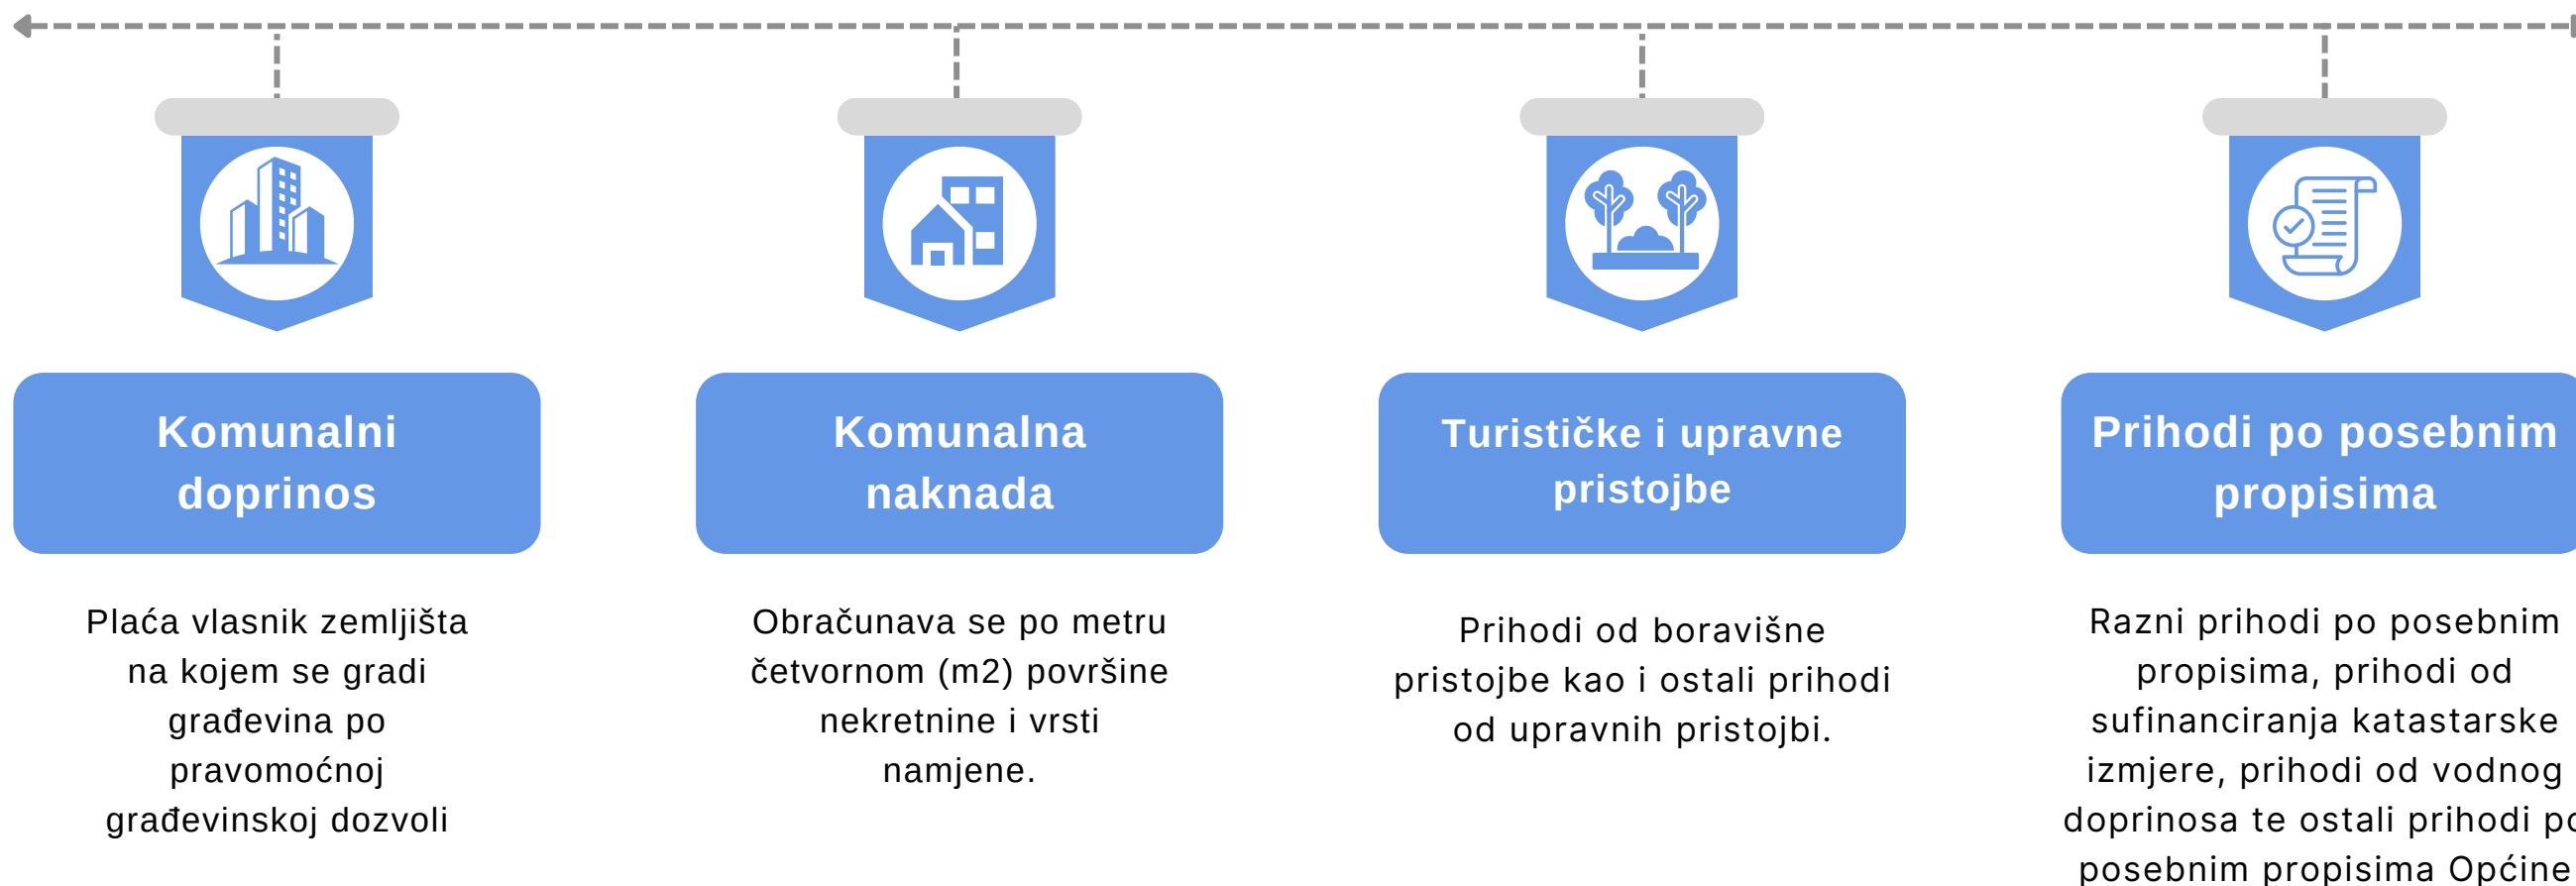 Komunalni
doprinos
Plaća vlasnik zemljišta
na kojem se gradi
građevina po
pravomoćnoj
građevinskoj dozvoli
Komunalna
naknada
Obračunava se po metru
četvornom (m2) površine
nekretnine i vrsti
namjene.
Turističke i upravne
pristojbe
Prihodi od boravišne
pristojbe kao i ostali prihodi
od upravnih pristojbi.
Prihodi po posebnim
propisima
Razni prihodi po posebnim
propisima, prihodi od
sufinanciranja katastarske
izmjere, prihodi od vodnog
doprinosa te ostali prihodi po
posebnim propisima Općine